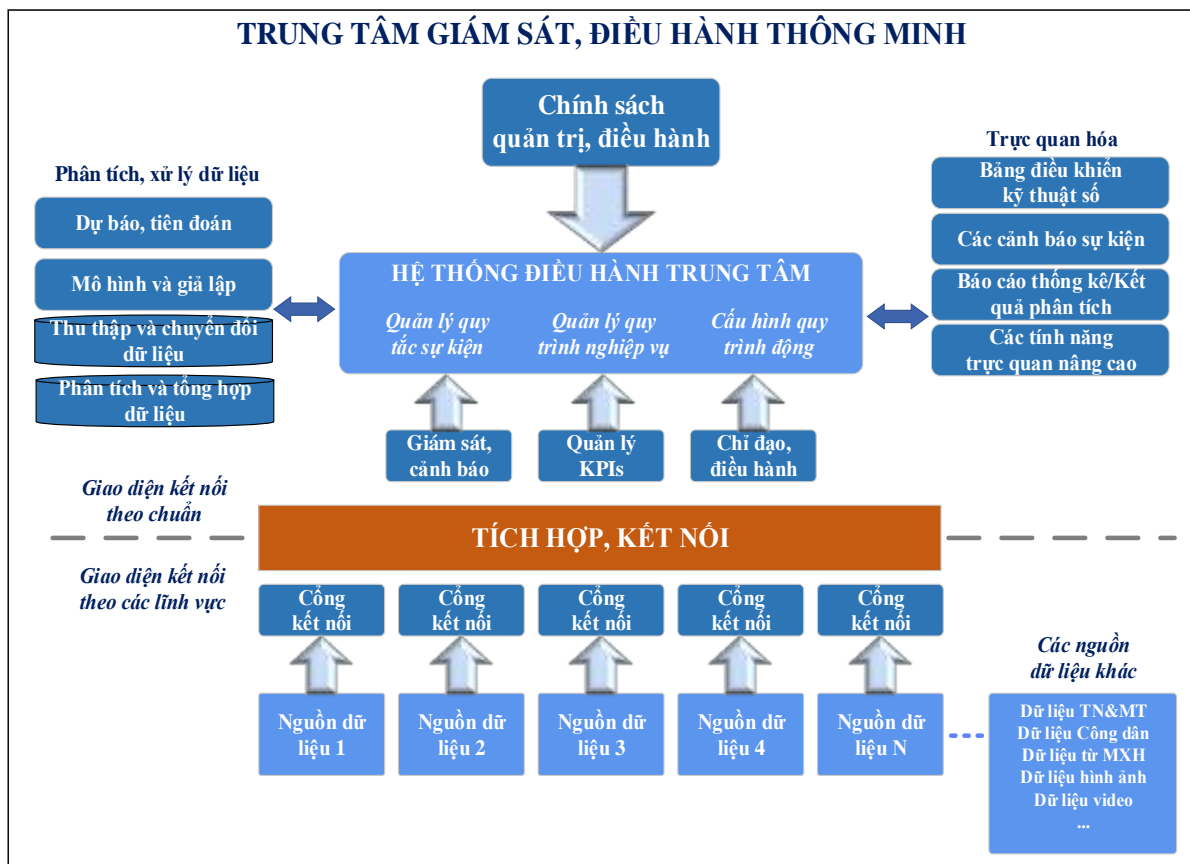 TRUNG TÂM GIÁM SÁT, ĐIỀU HÀNH THÔNG MINH
Chính sách
quản trị, điều hành
Phân tích, xử lý dữ liệu
Dự báo, tiên đoán
Mô hình và giả lập
Thu thập và chuyển đổi
dữ liệu
Phân tích và tổng hợp
dữ liệu
HỆ THỐNG ĐIỀU HÀNH TRUNG TÂM
Quản lý quy
tắc sự kiện
Quản lý quy
trình nghiệp vụ
Cấu hình quy
trình động
Trực quan hóa
Bảng điều khiển
kỹ thuật số
Các cảnh báo sự kiện
Báo cáo thống kê/Kết
quả phân tích
Các tính năng
trực quan nâng cao
Giám sát,
cảnh báo
Quản lý
KPIs
Chỉ đạo,
điều hành
Giao diện kết nối
theo chuẩn
TÍCH HỢP, KẾT NỐI
Giao diện kết nối
theo các lĩnh vực
Cổng
kết nối
Cổng
kết nối
Cổng
kết nối
Cổng
kết nối
Cổng
kết nối
Nguồn dữ
liệu 1
Nguồn dữ
liệu 2
Nguồn dữ
liệu 3
Nguồn dữ
liệu 4
Nguồn dữ
liệu N
Các nguồn
dữ liệu khác
Dữ liệu TN&MT
Dữ liệu Công dân
Dữ liệu từ MXH
Dữ liệu hình ảnh
Dữ liệu video
...